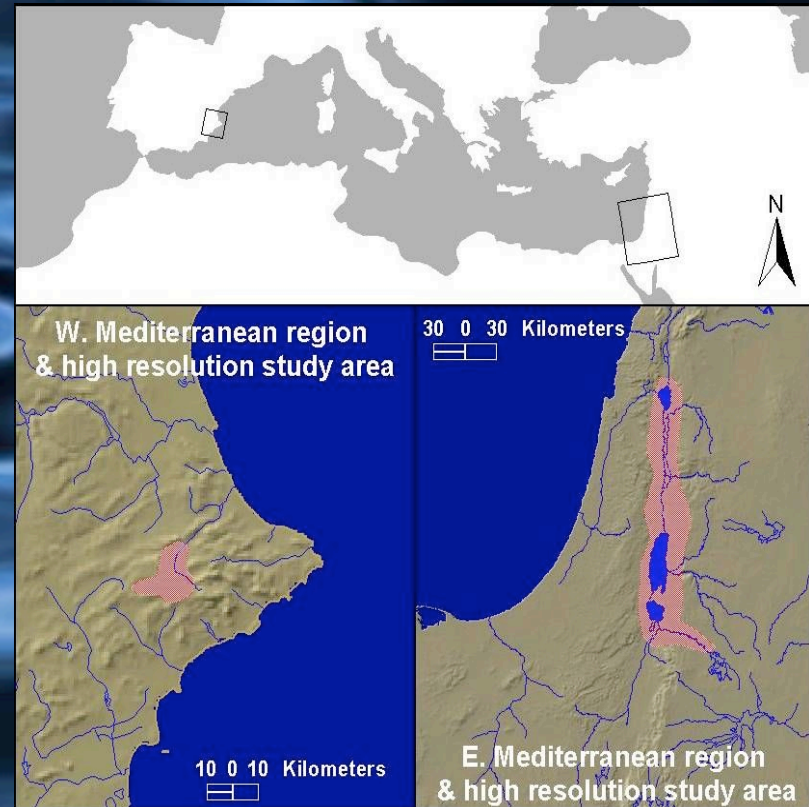 N
W. Mediterranean region
& high resolution study area
30 0 30 Kilometers
10 0 10 Kilometers
E. Mediterranean region
& high resolution study area